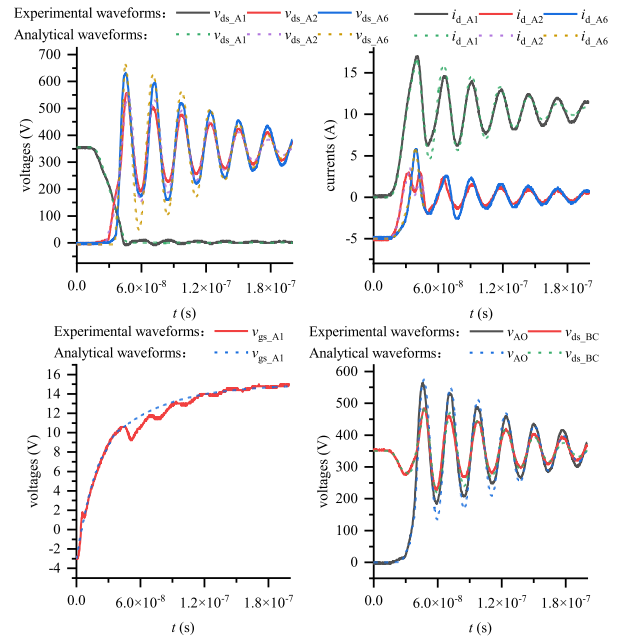 Experimental waveforms: v_ds_A1 v_ds_A2 v_ds_A6 i_d_A1 i_d_A2 i_d_A6
Analytical waveforms: v_ds_A1 v_ds_A2 v_ds_A6 i_d_A1 i_d_A2 i_d_A6
700
600
500
400
300
200
100
0
voltages (V)
0.0 6.0×10⁻⁸ 1.2×10⁻⁷ 1.8×10⁻⁷
t (s)
15
10
5
0
-5
currents (A)
0.0 6.0×10⁻⁸ 1.2×10⁻⁷ 1.8×10⁻⁷
t (s)
Experimental waveforms: v_gs_A1
Analytical waveforms: v_gs_A1
16
14
12
10
8
6
4
2
0
-2
-4
voltages (V)
0.0 6.0×10⁻⁸ 1.2×10⁻⁷ 1.8×10⁻⁷
t (s)
Experimental waveforms: v_AO v_ds_BC
Analytical waveforms: v_AO v_ds_BC
600
500
400
300
200
100
0
voltages (V)
0.0 6.0×10⁻⁸ 1.2×10⁻⁷ 1.8×10⁻⁷
t (s)